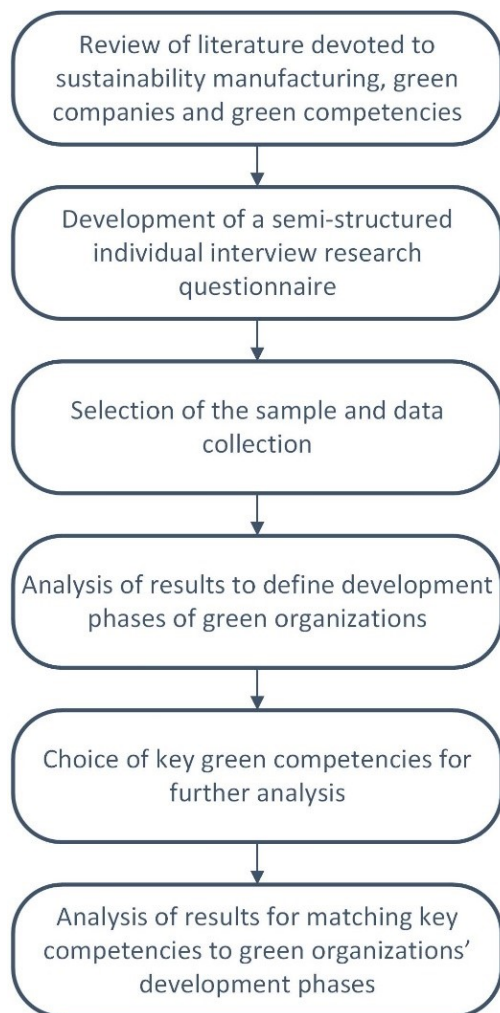 Review of literature devoted to
sustainability manufacturing, green
companies and green competencies
Development of a semi-structured
individual interview research
questionnaire
Selection of the sample and data
collection
Analysis of results to define development
phases of green organizations
Choice of key green competencies for
further analysis
Analysis of results for matching key
competencies to green organizations’
development phases